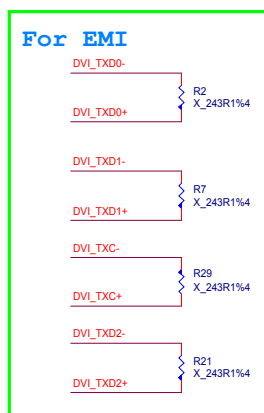 For EMI
DVI_TXD0-
R2
X_243R1%4
DVI_TXD0+
DVI_TXD1-
R7
X_243R1%4
DVI_TXD1+
DVI_TXC-
R29
X_243R1%4
DVI_TXC+
DVI_TXD2-
R21
X_243R1%4
DVI_TXD2+